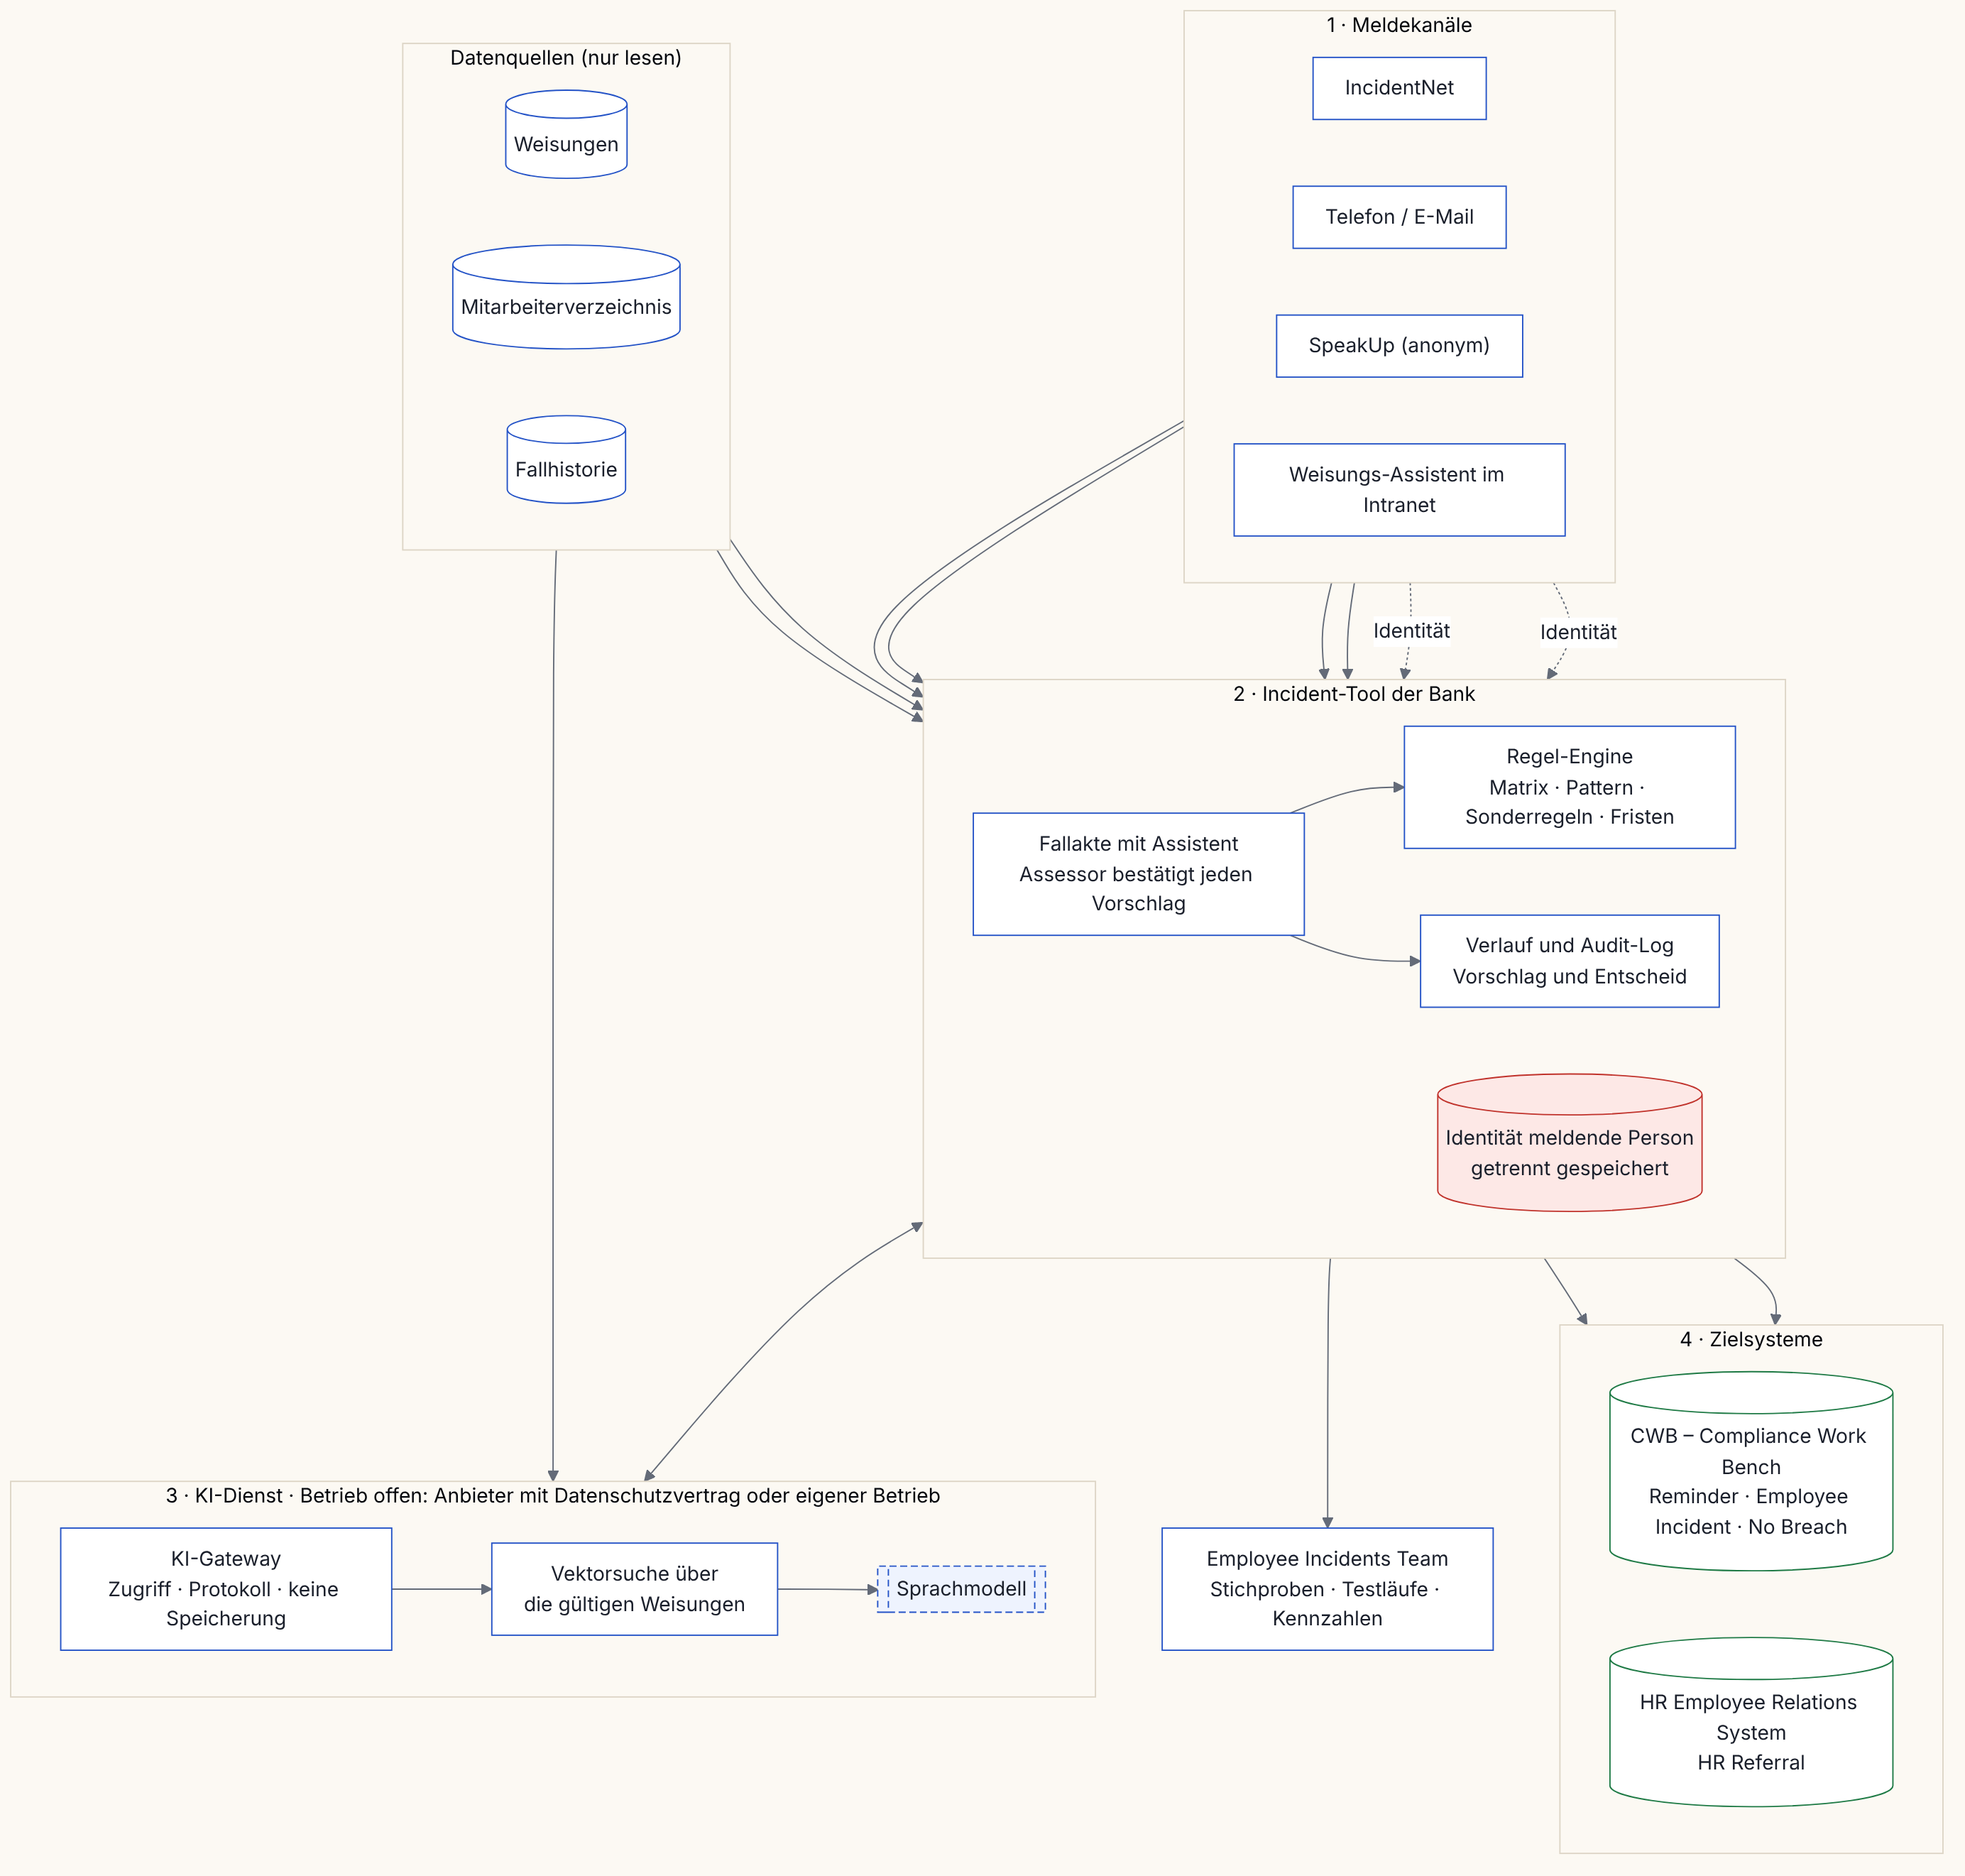 Datenquellen (nur lesen)
Weisungen
Mitarbeiterverzeichnis
Fallhistorie
1 · Meldekanäle
IncidentNet
Telefon / E-Mail
SpeakUp (anonym)
Weisungs-Assistent im
Intranet
Identität
Identität
2 · Incident-Tool der Bank
Regel-Engine
Matrix · Pattern ·
Sonderregeln · Fristen
Fallakte mit Assistent
Assessor bestätigt jeden
Vorschlag
Verlauf und Audit-Log
Vorschlag und Entscheid
Identität meldende Person
getrennt gespeichert
3 · KI-Dienst · Betrieb offen: Anbieter mit Datenschutzvertrag oder eigener Betrieb
KI-Gateway
Zugriff · Protokoll · keine
Speicherung
Vektorsuche über
die gültigen Weisungen
Sprachmodell
Employee Incidents Team
Stichproben · Testläufe ·
Kennzahlen
4 · Zielsysteme
CWB – Compliance Work
Bench
Reminder · Employee
Incident · No Breach
HR Employee Relations
System
HR Referral